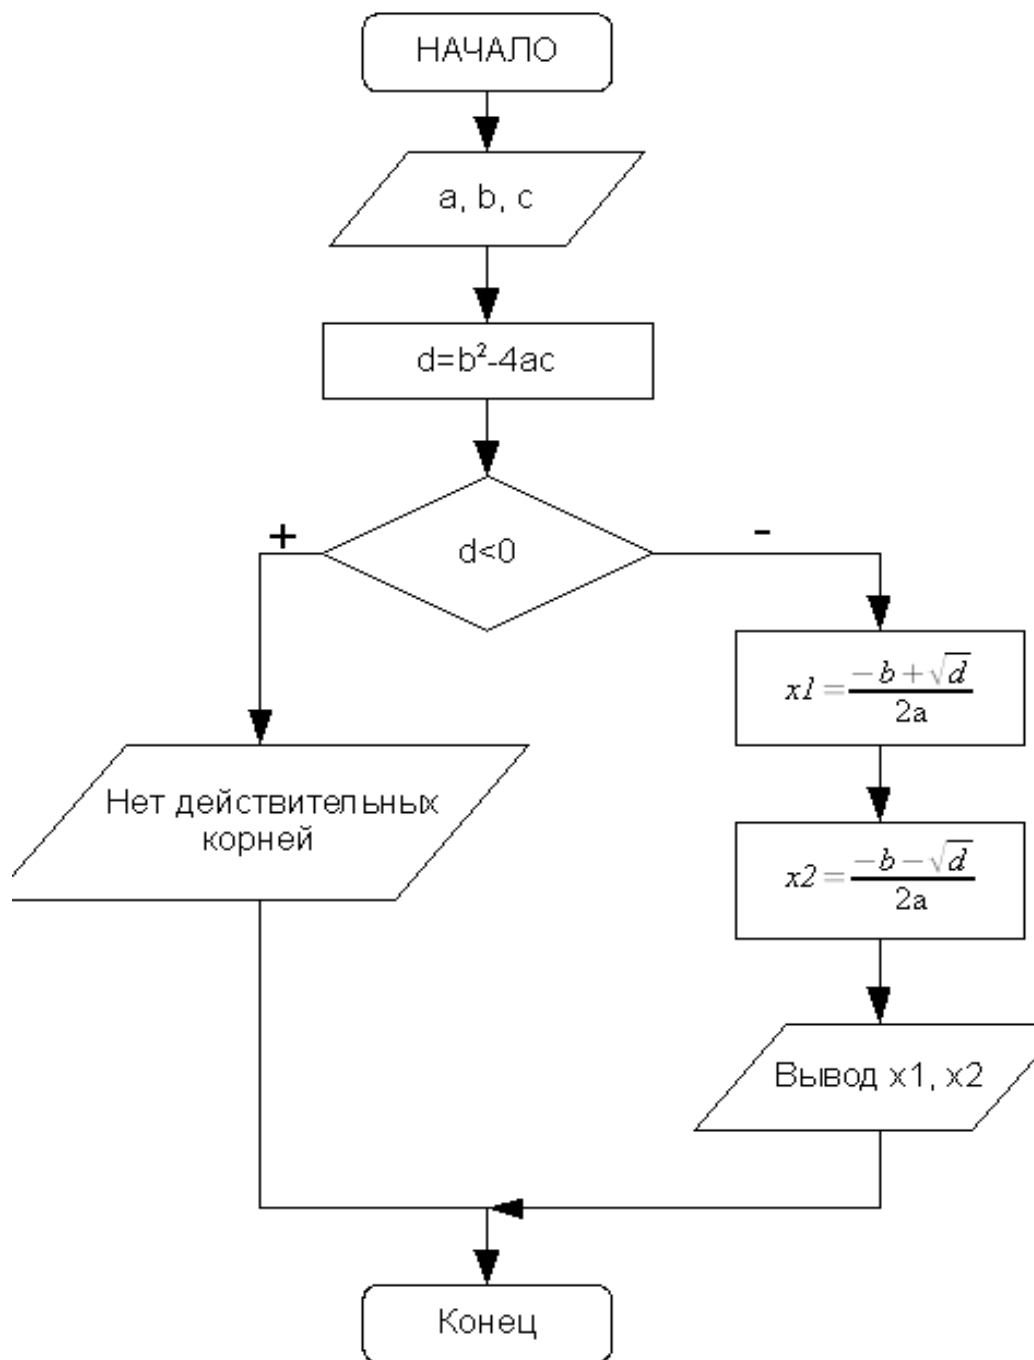 НАЧАЛО
a, b, c
d=b²-4ac
d<0
+
-
Нет действительных
корней
x1 = (-b + √d) / 2a
x2 = (-b - √d) / 2a
Вывод x1, x2
Конец